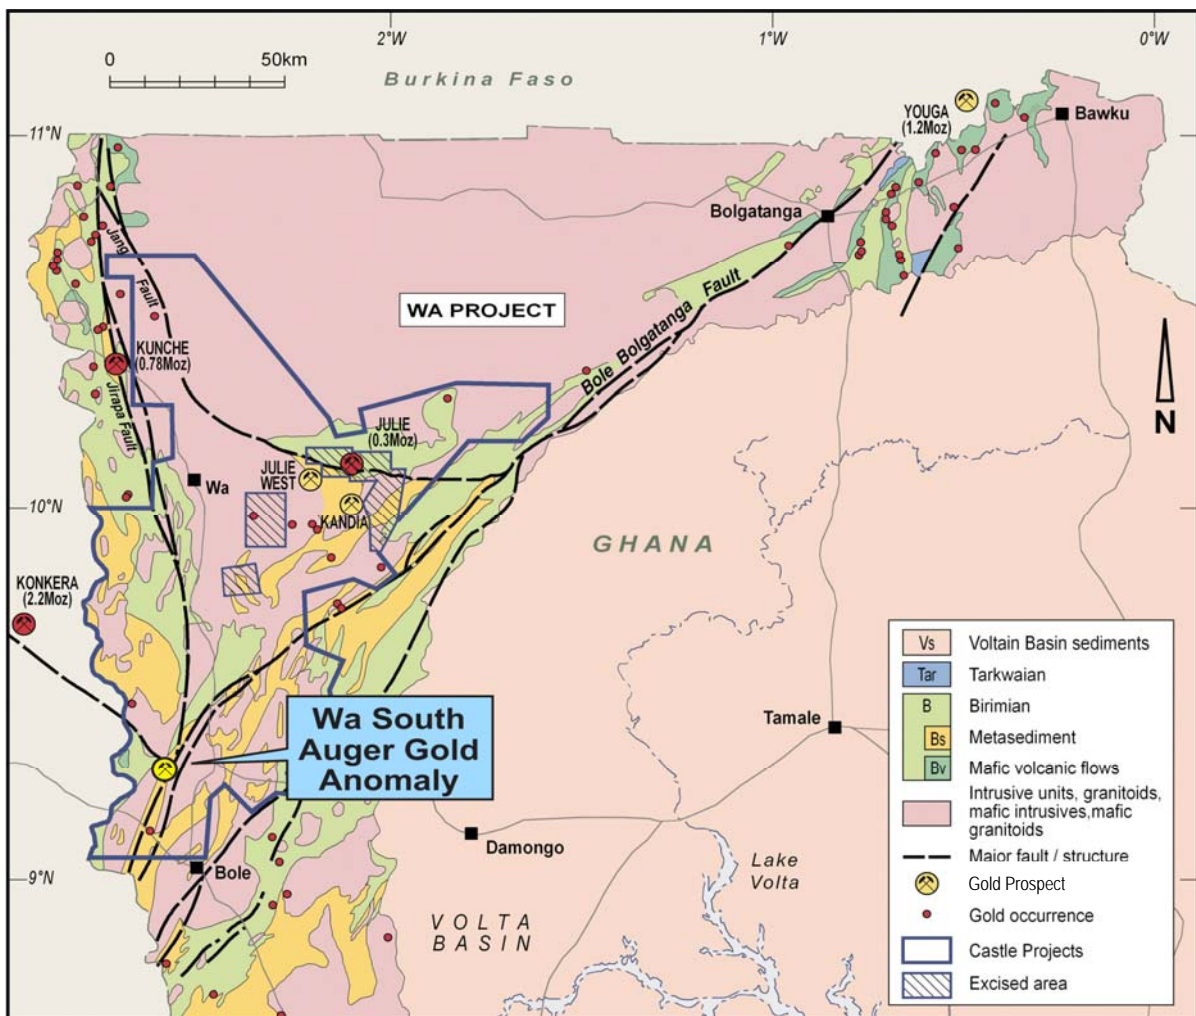 2°W
1°W
0°W
0
50km
Burkina Faso
YOUGA
(1.2Moz)
Bawku
11°N
Bolgatanga
Jang
Fault
WA PROJECT
Bole Bolgatanga Fault
KUNCHE
(0.78Moz)
Jirapa Fault
JULIE
(0.3Moz)
N
JULIE
WEST
Wa
10°N
KANDIA
GHANA
KONKERA
(2.2Moz)
Wa South
Auger Gold
Anomaly
Tamale
Damongo
Bole
Lake
Volta
9°N
VOLTA
BASIN
Vs Voltain Basin sediments
Tar Tarkwaian
B Birimian
Bs Metasediment
Bv Mafic volcanic flows
Intrusive units, granitoids,
mafic intrusives,mafic
granitoids
Major fault / structure
Gold Prospect
Gold occurrence
Castle Projects
Excised area